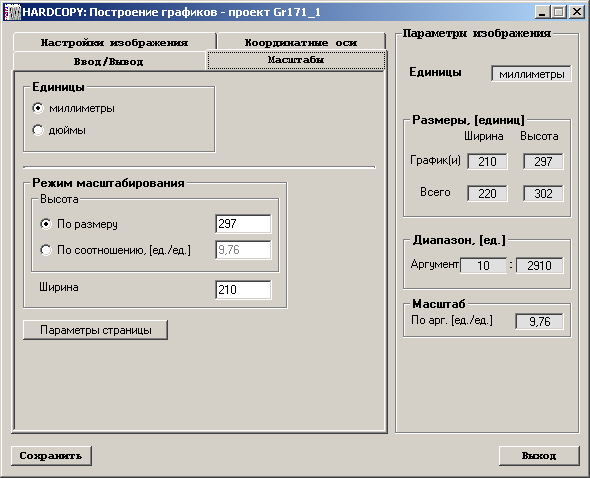 HARDCOPY: Построение графиков - проект Gr171_1
Настройки изображения Координатные оси
Ввод/Вывод Масштабы
Единицы
миллиметры
дюймы
Режим масштабирования
Высота
По размеру 297
По соотношению, [ед./ед.] 9,76
Ширина 210
Параметры страницы
Параметри изображения
Единицы миллиметры
Размеры, [единиц]
Ширина Высота
График(и) 210 297
Всего 220 302
Диапазон, [ед.]
Аргумент 10 : 2910
Масштаб
По арг. [ед./ед.] 9,76
Сохранить Выход